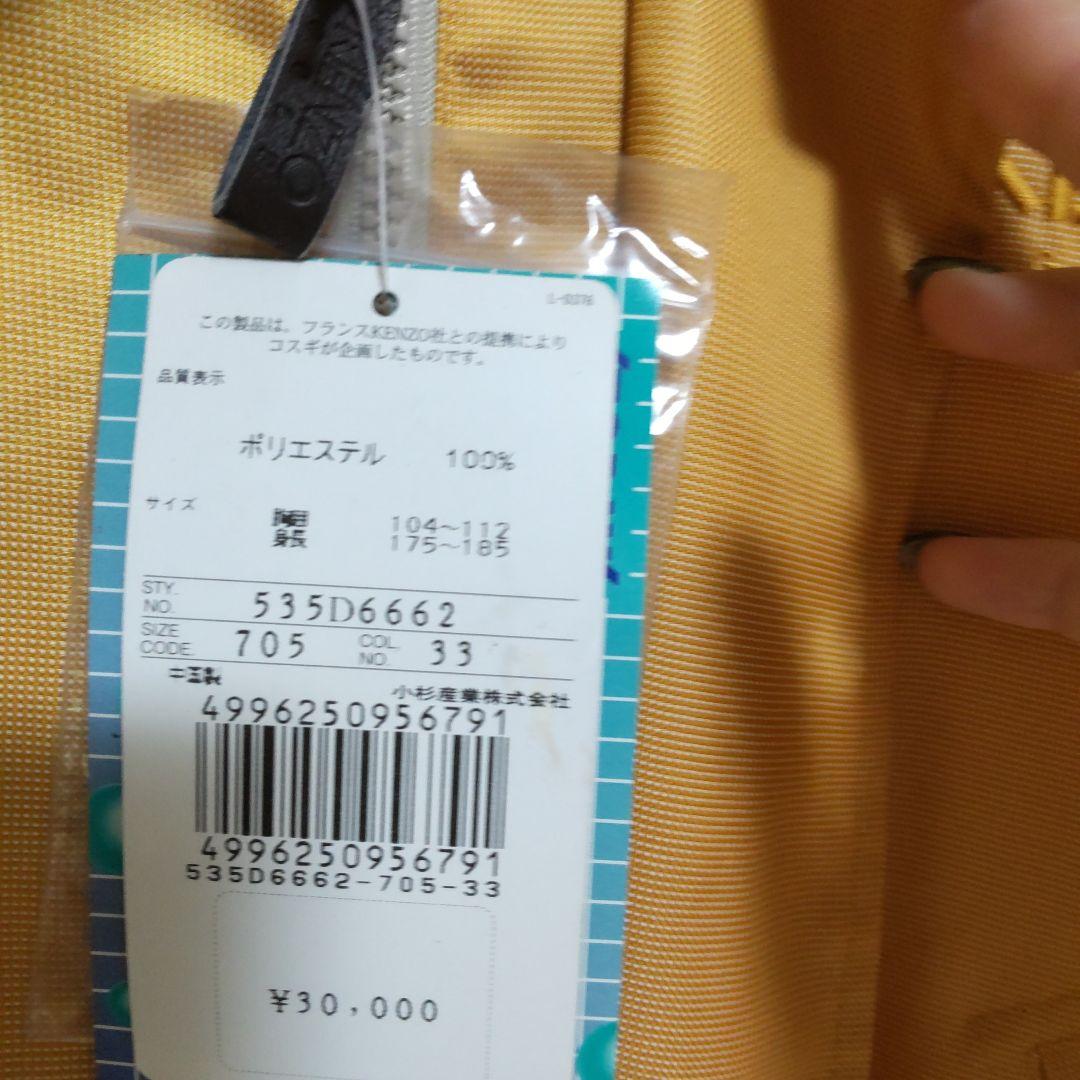 KENZO
この製品は、フランスKENZO社との提携により
コスギが企画したものです。
品質表示
ポリエステル 100%
サイズ
胸囲 104~112
身長 175~185
STY. NO. 535D6662
SIZE CODE. 705 COL. NO. 33
中国製
小杉産業株式会社
4996250956791
4996250956791
535D6662-705-33
¥30,000